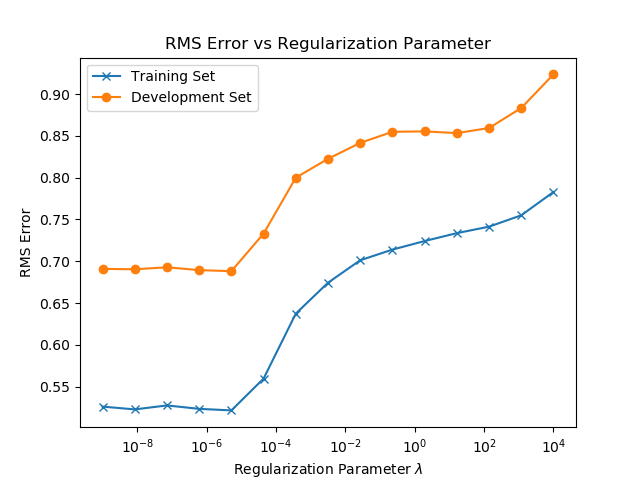 RMS Error vs Regularization Parameter
Training Set
Development Set
0.90
0.85
0.80
0.75
0.70
0.65
0.60
0.55
RMS Error
10⁻⁸ 10⁻⁶ 10⁻⁴ 10⁻² 10⁰ 10² 10⁴
Regularization Parameter λ